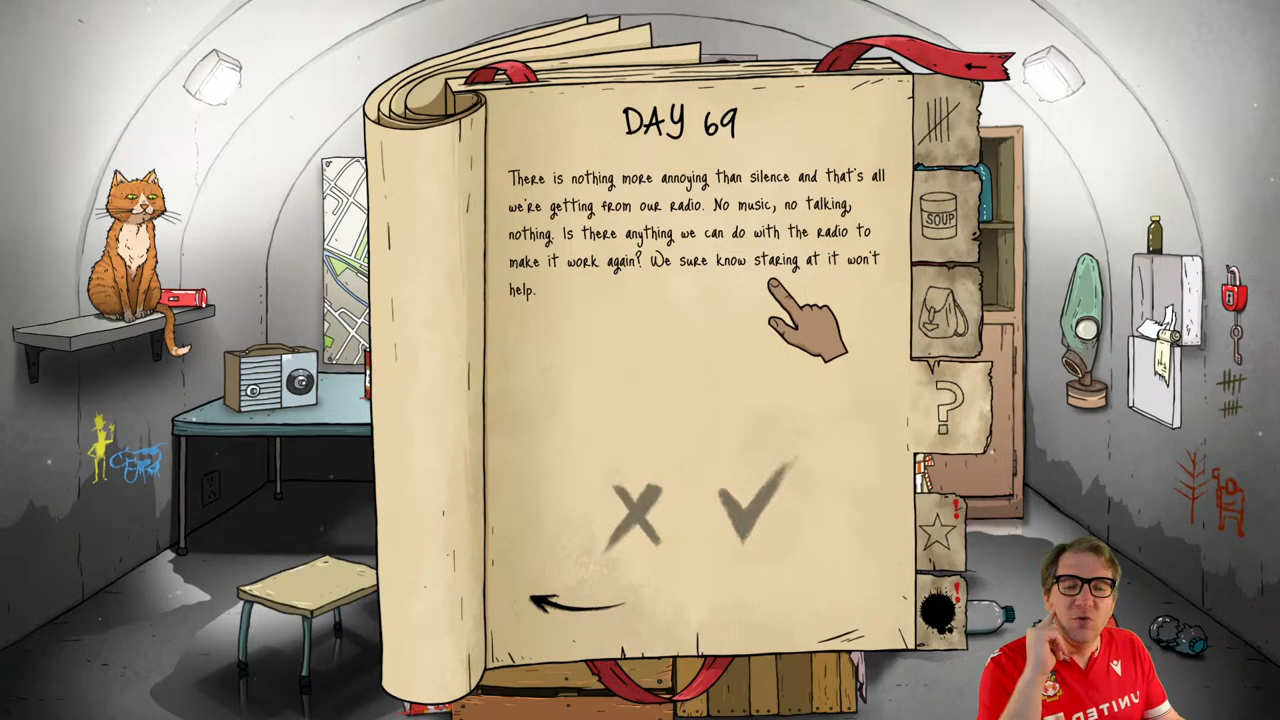 DAY 69
There is nothing more annoying than silence and that's all
we're getting from our radio. No music, no talking,
nothing. Is there anything we can do with the radio to
make it work again? We sure know staring at it won't
help.
SOUP
?
!
!
UNITED